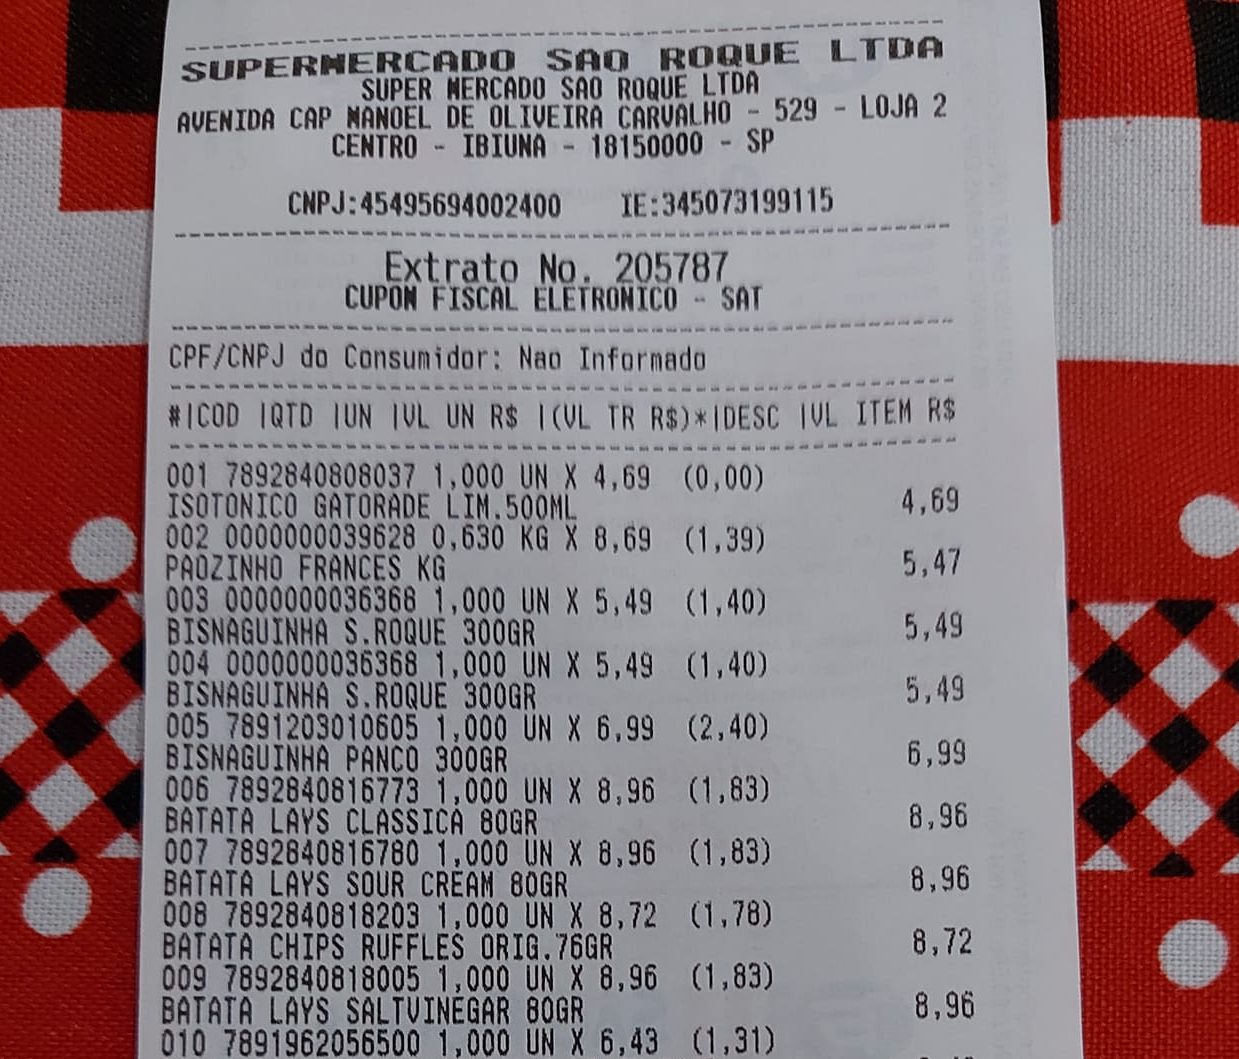 SUPERMERCADO SAO ROQUE LTDA
SUPER MERCADO SAO ROQUE LTDA
AVENIDA CAP MANOEL DE OLIVEIRA CARVALHO - 529 - LOJA 2
CENTRO - IBIUNA - 18150000 - SP
CNPJ:45495694002400 IE:345073199115
Extrato No. 205787
CUPON FISCAL ELETRONICO - SAT
CPF/CNPJ do Consumidor: Nao Informado
#|COD |QTD |UN |VL UN R$ |(VL TR R$)*|DESC |VL ITEM R$
001 7892840808037 1,000 UN X 4,69 (0,00)
ISOTONICO GATORADE LIM.500ML 4,69
002 0000000039628 0,630 KG X 8,69 (1,39)
PAOZINHO FRANCES KG 5,47
003 0000000036368 1,000 UN X 5,49 (1,40)
BISNAGUINHA S.ROQUE 300GR 5,49
004 0000000036368 1,000 UN X 5,49 (1,40)
BISNAGUINHA S.ROQUE 300GR 5,49
005 7891203010605 1,000 UN X 6,99 (2,40)
BISNAGUINHA PANCO 300GR 6,99
006 7892840816773 1,000 UN X 8,96 (1,83)
BATATA LAYS CLASSICA 80GR 8,96
007 7892840816780 1,000 UN X 8,96 (1,83)
BATATA LAYS SOUR CREAM 80GR 8,96
008 7892840818203 1,000 UN X 8,72 (1,78)
BATATA CHIPS RUFFLES ORIG.76GR 8,72
009 7892840818005 1,000 UN X 8,96 (1,83)
BATATA LAYS SALTVINEGAR 80GR 8,96
010 7891962056500 1,000 UN X 6,43 (1,31)